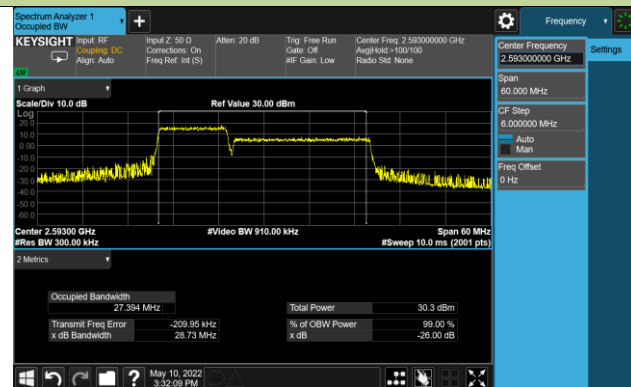 Spectrum Analyzer 1
Occupied BW
Frequency
KEYSIGHT
Input: RF
Coupling: DC
Align: Auto
Input Z: 50 Ω
Corrections: On
Freq Ref: Int (S)
Atten: 20 dB
Trig: Free Run
Gate: Off
#IF Gain: Low
Center Freq: 2.593000000 GHz
Avg|Hold:>100/100
Radio Std: None
Center Frequency
2.593000000 GHz
Settings
Span
60.000 MHz
CF Step
6.000000 MHz
Auto
Man
Freq Offset
0 Hz
1 Graph
Scale/Div 10.0 dB
Ref Value 30.00 dBm
Log
20.0
10.0
0.00
-10.0
-20.0
-30.0
-40.0
-50.0
-60.0
Center 2.59300 GHz
#Video BW 910.00 kHz
Span 60 MHz
#Res BW 300.00 kHz
#Sweep 10.0 ms (2001 pts)
2 Metrics
Occupied Bandwidth
27.394 MHz
Total Power
30.3 dBm
Transmit Freq Error
-209.95 kHz
% of OBW Power
99.00 %
x dB Bandwidth
28.73 MHz
x dB
-26.00 dB
May 10, 2022
3:32:09 PM